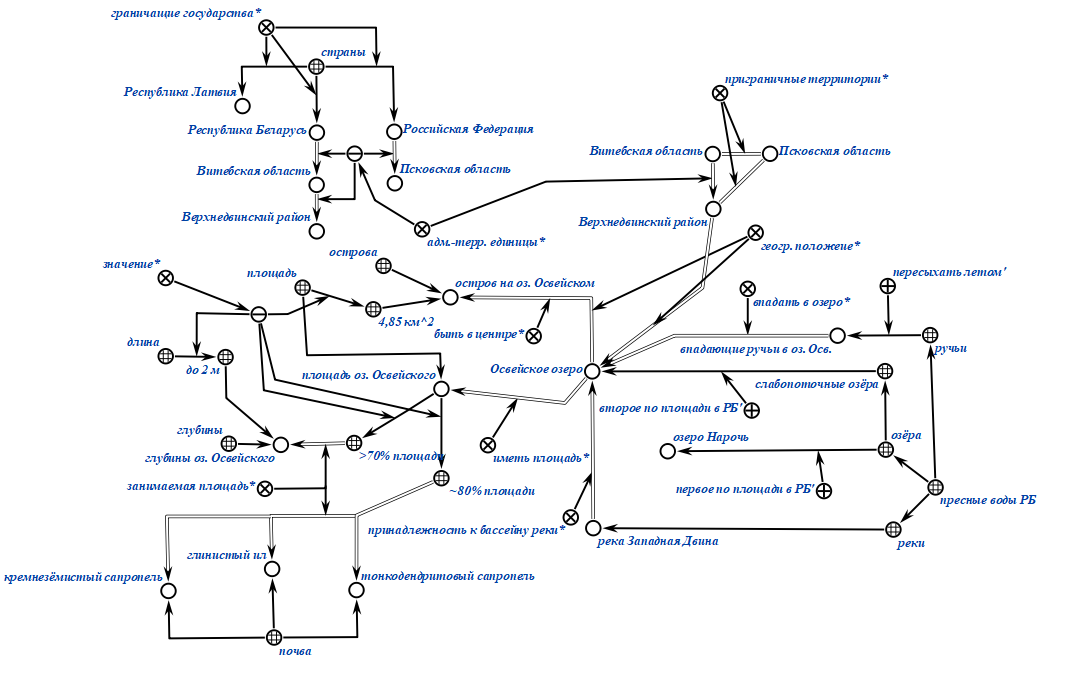 граничащие государства*
страны
Республика Латвия
Республика Беларусь
Российская Федерация
Витебская область
Псковская область
Верхнедвинский район
адм.-терр. единицы*
приграничные территории*
Витебская область
Псковская область
Верхнедвинский район
геогр. положение*
острова
значение*
площадь
остров на оз. Освейском
4,85 км^2
быть в центре*
впадать в озеро*
пересыхать летом'
длина
до 2 м
впадающие ручьи в оз. Осв.
ручьи
площадь оз. Освейского
Освейское озеро
слабопоточные озёра
второе по площади в РБ'
глубины
глубины оз. Освейского
>70% площади
иметь площадь*
озеро Нарочь
озёра
занимаемая площадь*
~80% площади
первое по площади в РБ'
пресные воды РБ
принадлежность к бассейну реки*
река Западная Двина
реки
глинистый ил
кремнезёмистый сапропель
тонкодендритовый сапропель
почва